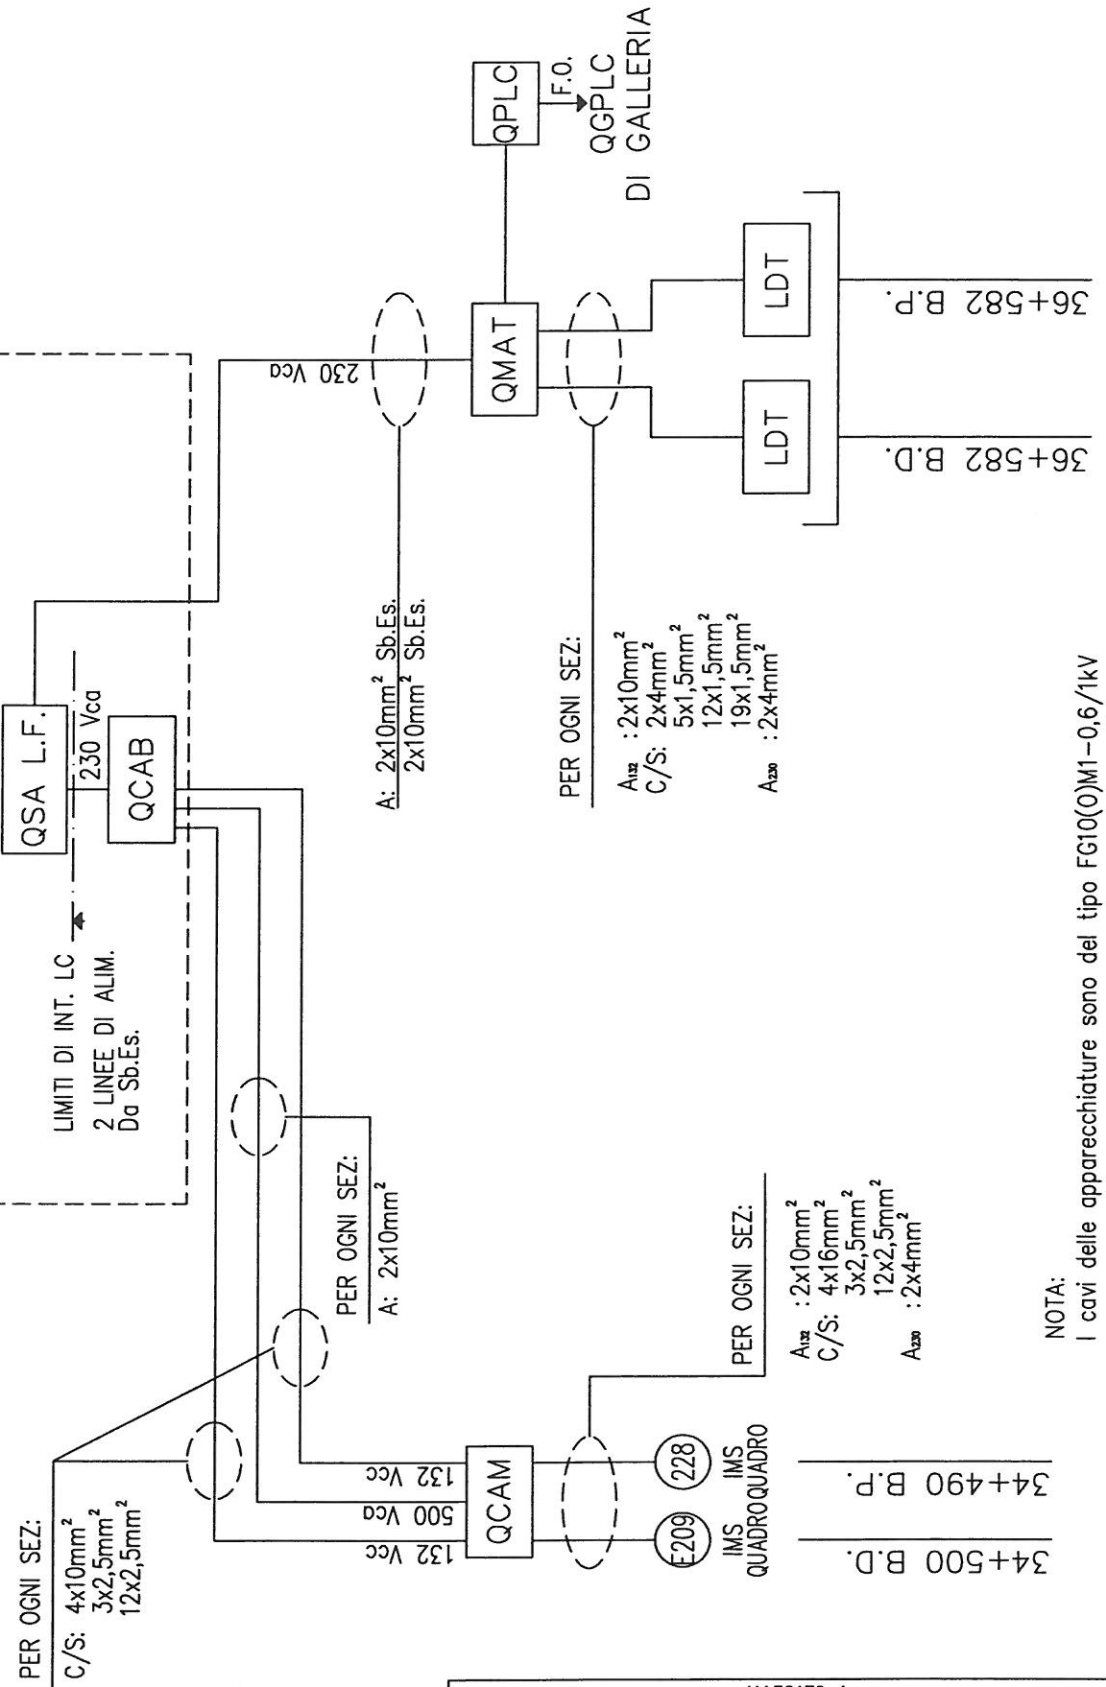 PER OGNI SEZ:
C/S: 4x10mm²
3x2,5mm²
12x2,5mm²
LIMITI DI INT. LC
2 LINEE DI ALIM.
Da Sb.Es.
QSA L.F.
230 Vca
QCAB
PER OGNI SEZ:
A: 2x10mm²
132 Vcc
500 Vca
132 Vcc
QCAM
E209
228
IMS
QUADRO
IMS
QUADRO
34+500 B.D.
34+490 B.P.
PER OGNI SEZ:
A132 : 2x10mm²
C/S: 4x16mm²
3x2,5mm²
12x2,5mm²
A230 : 2x4mm²
230 Vca
A: 2x10mm² Sb.Es.
2x10mm² Sb.Es.
QMAT
QPLC
F.O.
QGPLC
DI GALLERIA
PER OGNI SEZ:
A132 : 2x10mm²
C/S: 2x4mm²
5x1,5mm²
12x1,5mm²
19x1,5mm²
A230 : 2x4mm²
LDT
LDT
36+582 B.D.
36+582 B.P.
NOTA:
I cavi delle apparecchiature sono del tipo FG10(O)M1-0,6/1kV